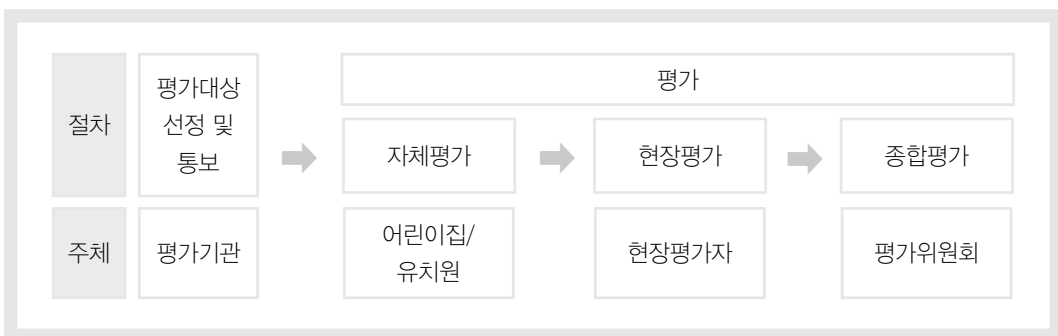 절차
평가대상
선정 및
통보
평가
자체평가
현장평가
종합평가
주체
평가기관
어린이집/
유치원
현장평가자
평가위원회